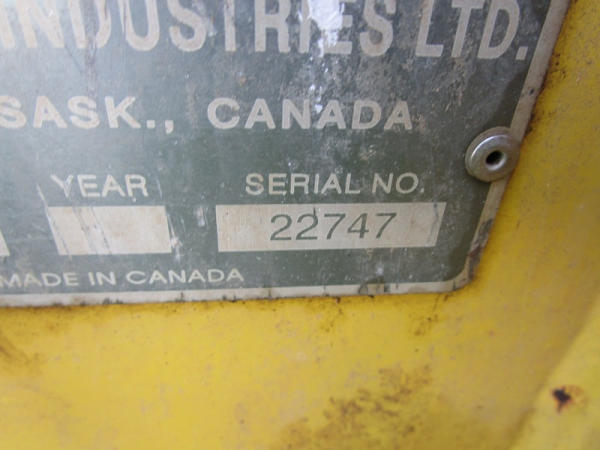 INDUSTRIES LTD.
SASK., CANADA
YEAR SERIAL NO.
22747
MADE IN CANADA